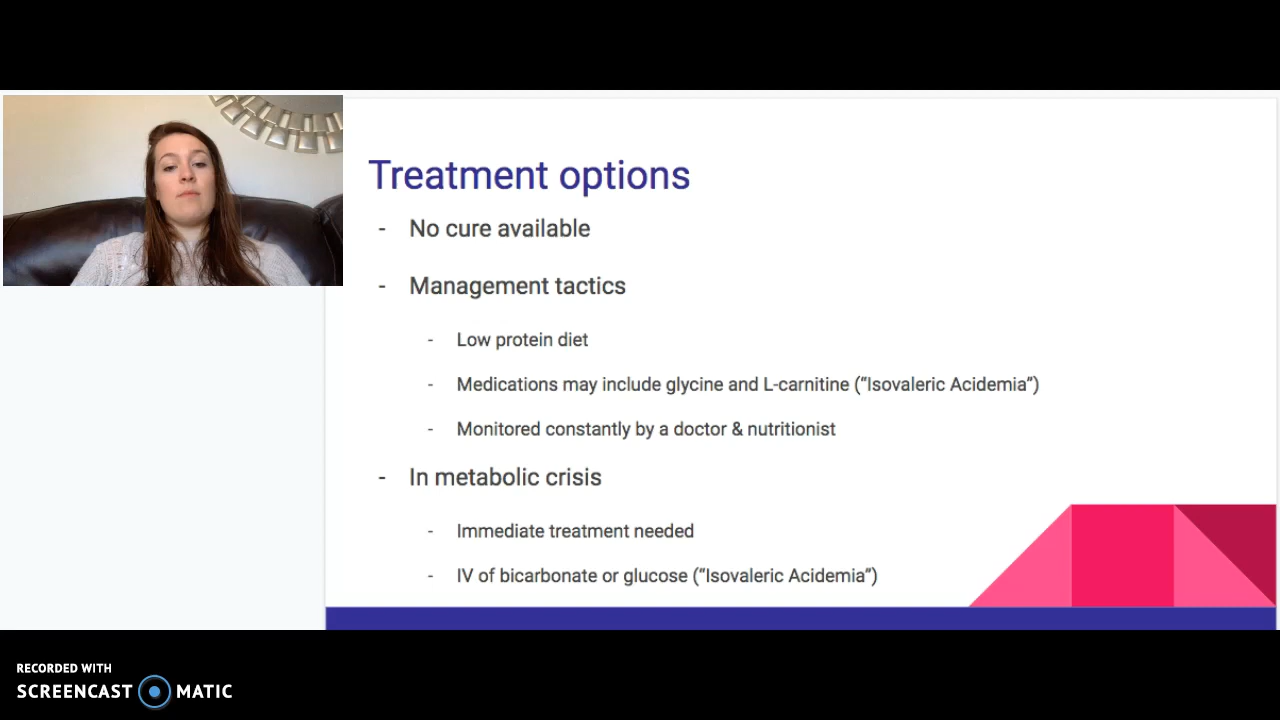 Treatment options
- No cure available
- Management tactics
- Low protein diet
- Medications may include glycine and L-carnitine (“Isovaleric Acidemia”)
- Monitored constantly by a doctor & nutritionist
- In metabolic crisis
- Immediate treatment needed
- IV of bicarbonate or glucose (“Isovaleric Acidemia”)
RECORDED WITH
SCREENCAST MATIC